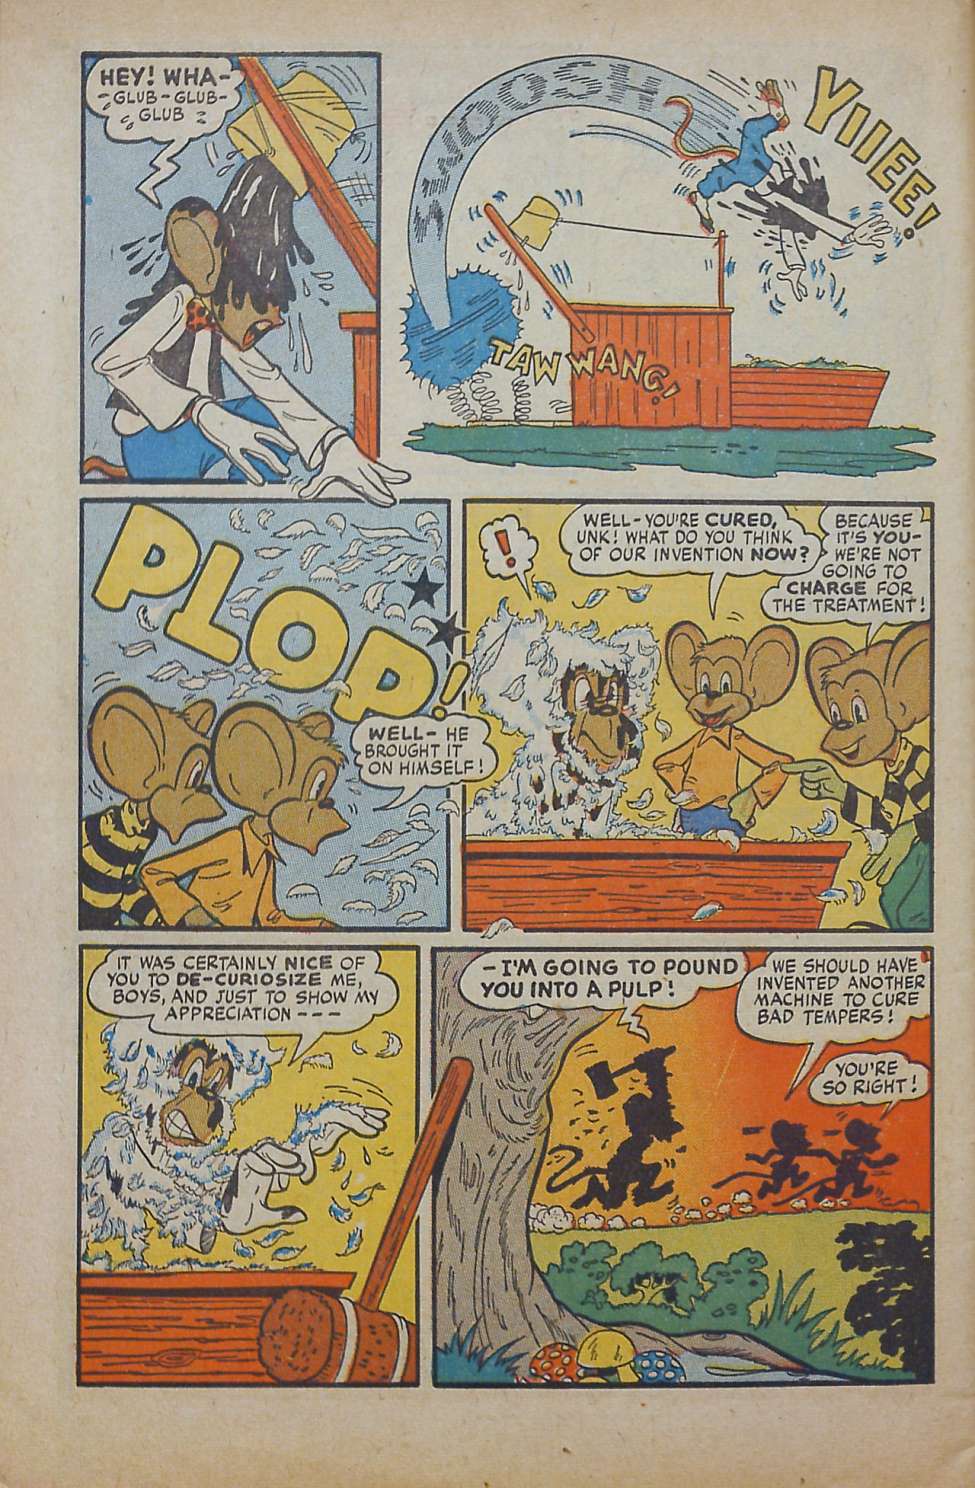 HEY! WHA-
-GLUB-GLUB-
GLUB
SWOOSH
YIIEE!
TAW WANG!
PLOP!
WELL- HE
BROUGHT IT
ON HIMSELF!
!
WELL-YOU'RE CURED,
UNK! WHAT DO YOU THINK
OF OUR INVENTION NOW?
BECAUSE
IT'S YOU-
WE'RE NOT
GOING TO
CHARGE FOR
THE TREATMENT!
IT WAS CERTAINLY NICE OF
YOU TO DE-CURIOSIZE ME,
BOYS, AND JUST TO SHOW MY
APPRECIATION ---
-I'M GOING TO POUND
YOU INTO A PULP!
WE SHOULD HAVE
INVENTED ANOTHER
MACHINE TO CURE
BAD TEMPERS!
YOU'RE
SO RIGHT!